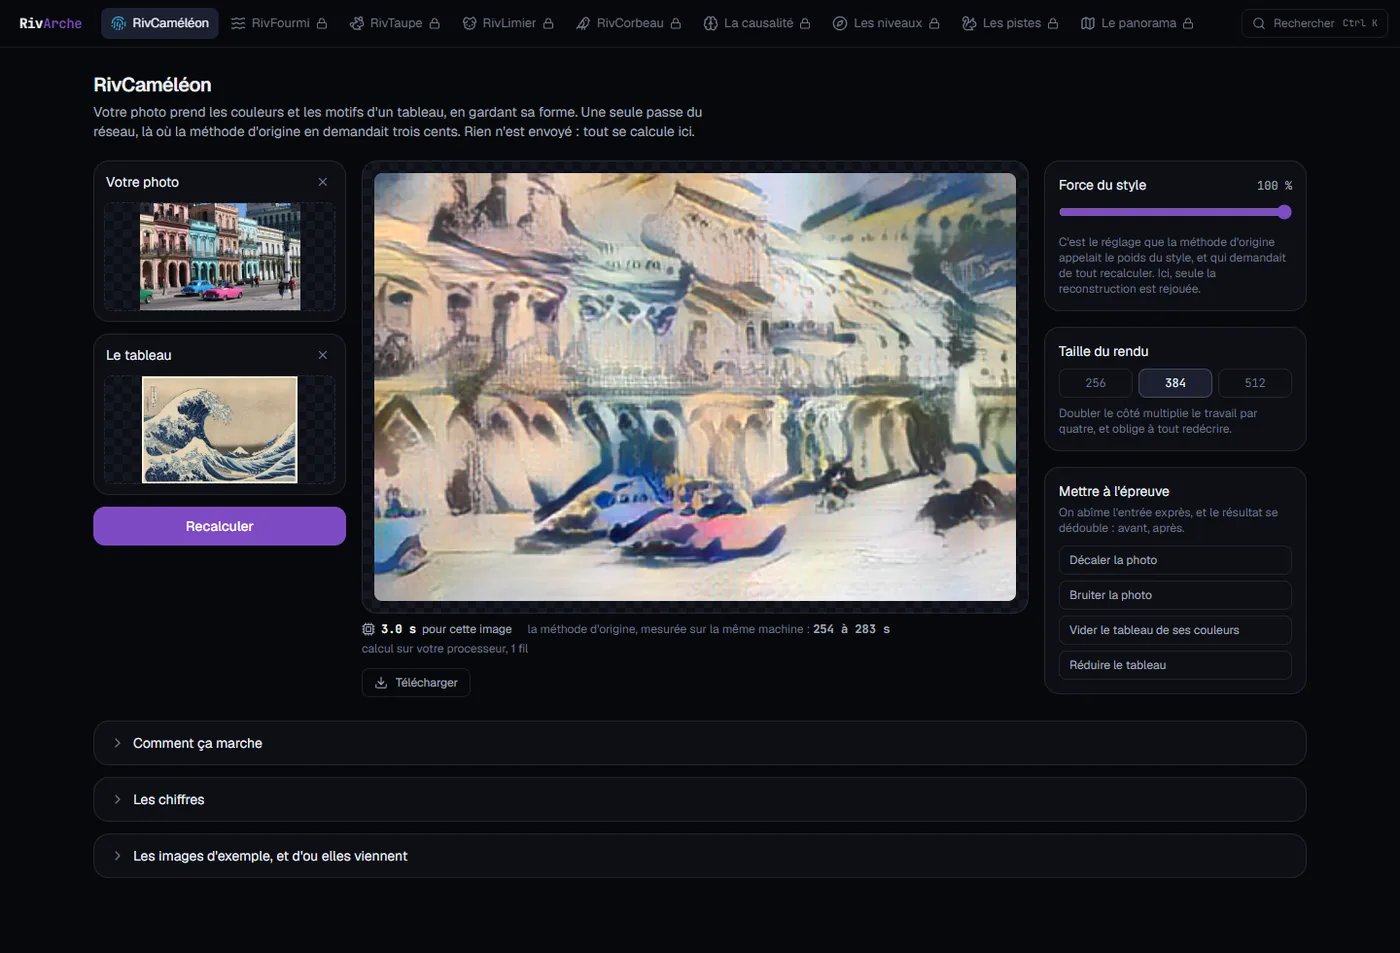 RivArche
RivCaméléon
RivFourmi
RivTaupe
RivLimier
RivCorbeau
La causalité
Les niveaux
Les pistes
Le panorama
Rechercher Ctrl K
RivCaméléon
Votre photo prend les couleurs et les motifs d'un tableau, en gardant sa forme. Une seule passe du
réseau, là où la méthode d'origine en demandait trois cents. Rien n'est envoyé : tout se calcule ici.
Votre photo
Le tableau
Recalculer
3.0 s pour cette image
la méthode d'origine, mesurée sur la même machine : 254 à 283 s
calcul sur votre processeur, 1 fil
Télécharger
Force du style
100 %
C'est le réglage que la méthode d'origine
appelait le poids du style, et qui demandait
de tout recalculer. Ici, seule la
reconstruction est rejouée.
Taille du rendu
256
384
512
Doubler le côté multiplie le travail par
quatre, et oblige à tout redécrire.
Mettre à l'épreuve
On abîme l'entrée exprès, et le résultat se
dédouble : avant, après.
Décaler la photo
Bruiter la photo
Vider le tableau de ses couleurs
Réduire le tableau
Comment ça marche
Les chiffres
Les images d'exemple, et d'ou elles viennent